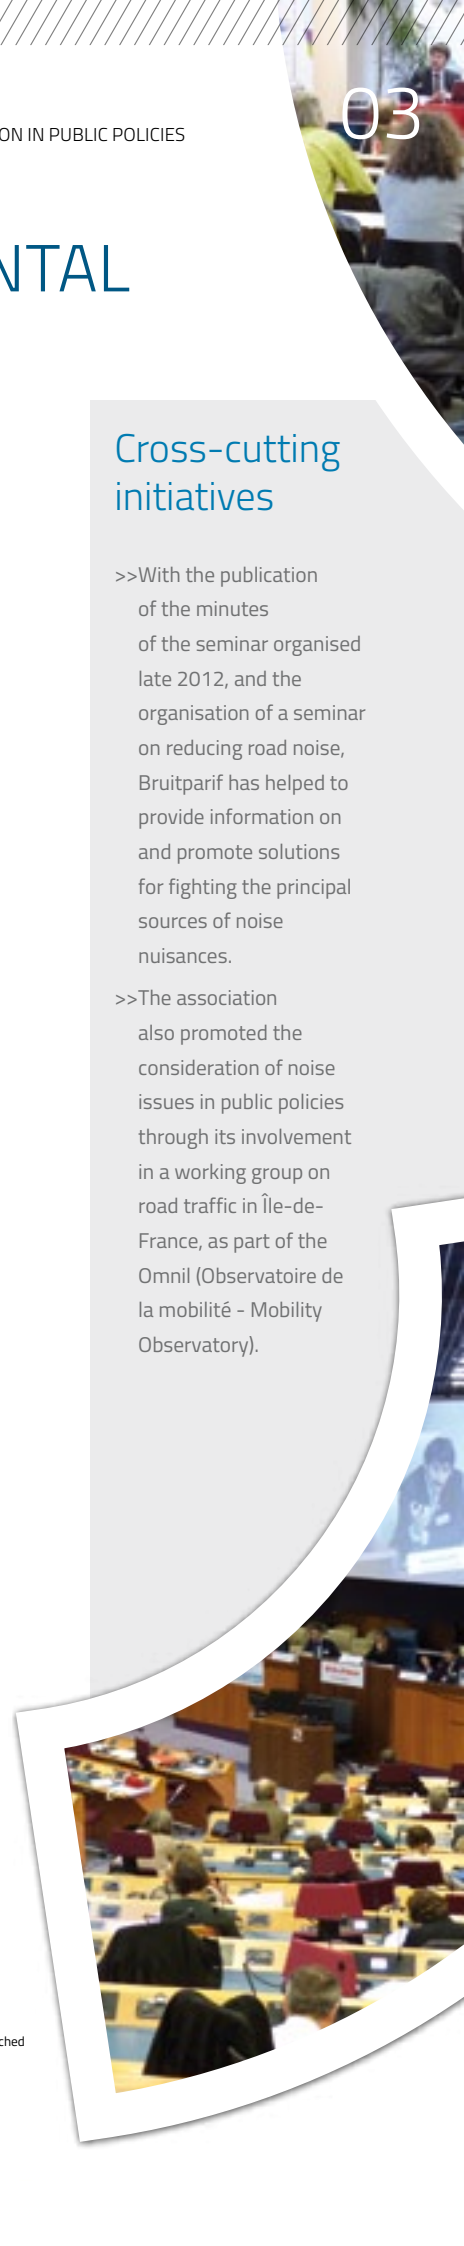 03
ON IN PUBLIC POLICIES
NTAL
Cross-cutting
initiatives
>>With the publication
of the minutes
of the seminar organised
late 2012, and the
organisation of a seminar
on reducing road noise,
Bruitparif has helped to
provide information on
and promote solutions
for fighting the principal
sources of noise
nuisances.
>>The association
also promoted the
consideration of noise
issues in public policies
through its involvement
in a working group on
road traffic in Île-de-
France, as part of the
Omnil (Observatoire de
la mobilité - Mobility
Observatory).
ched